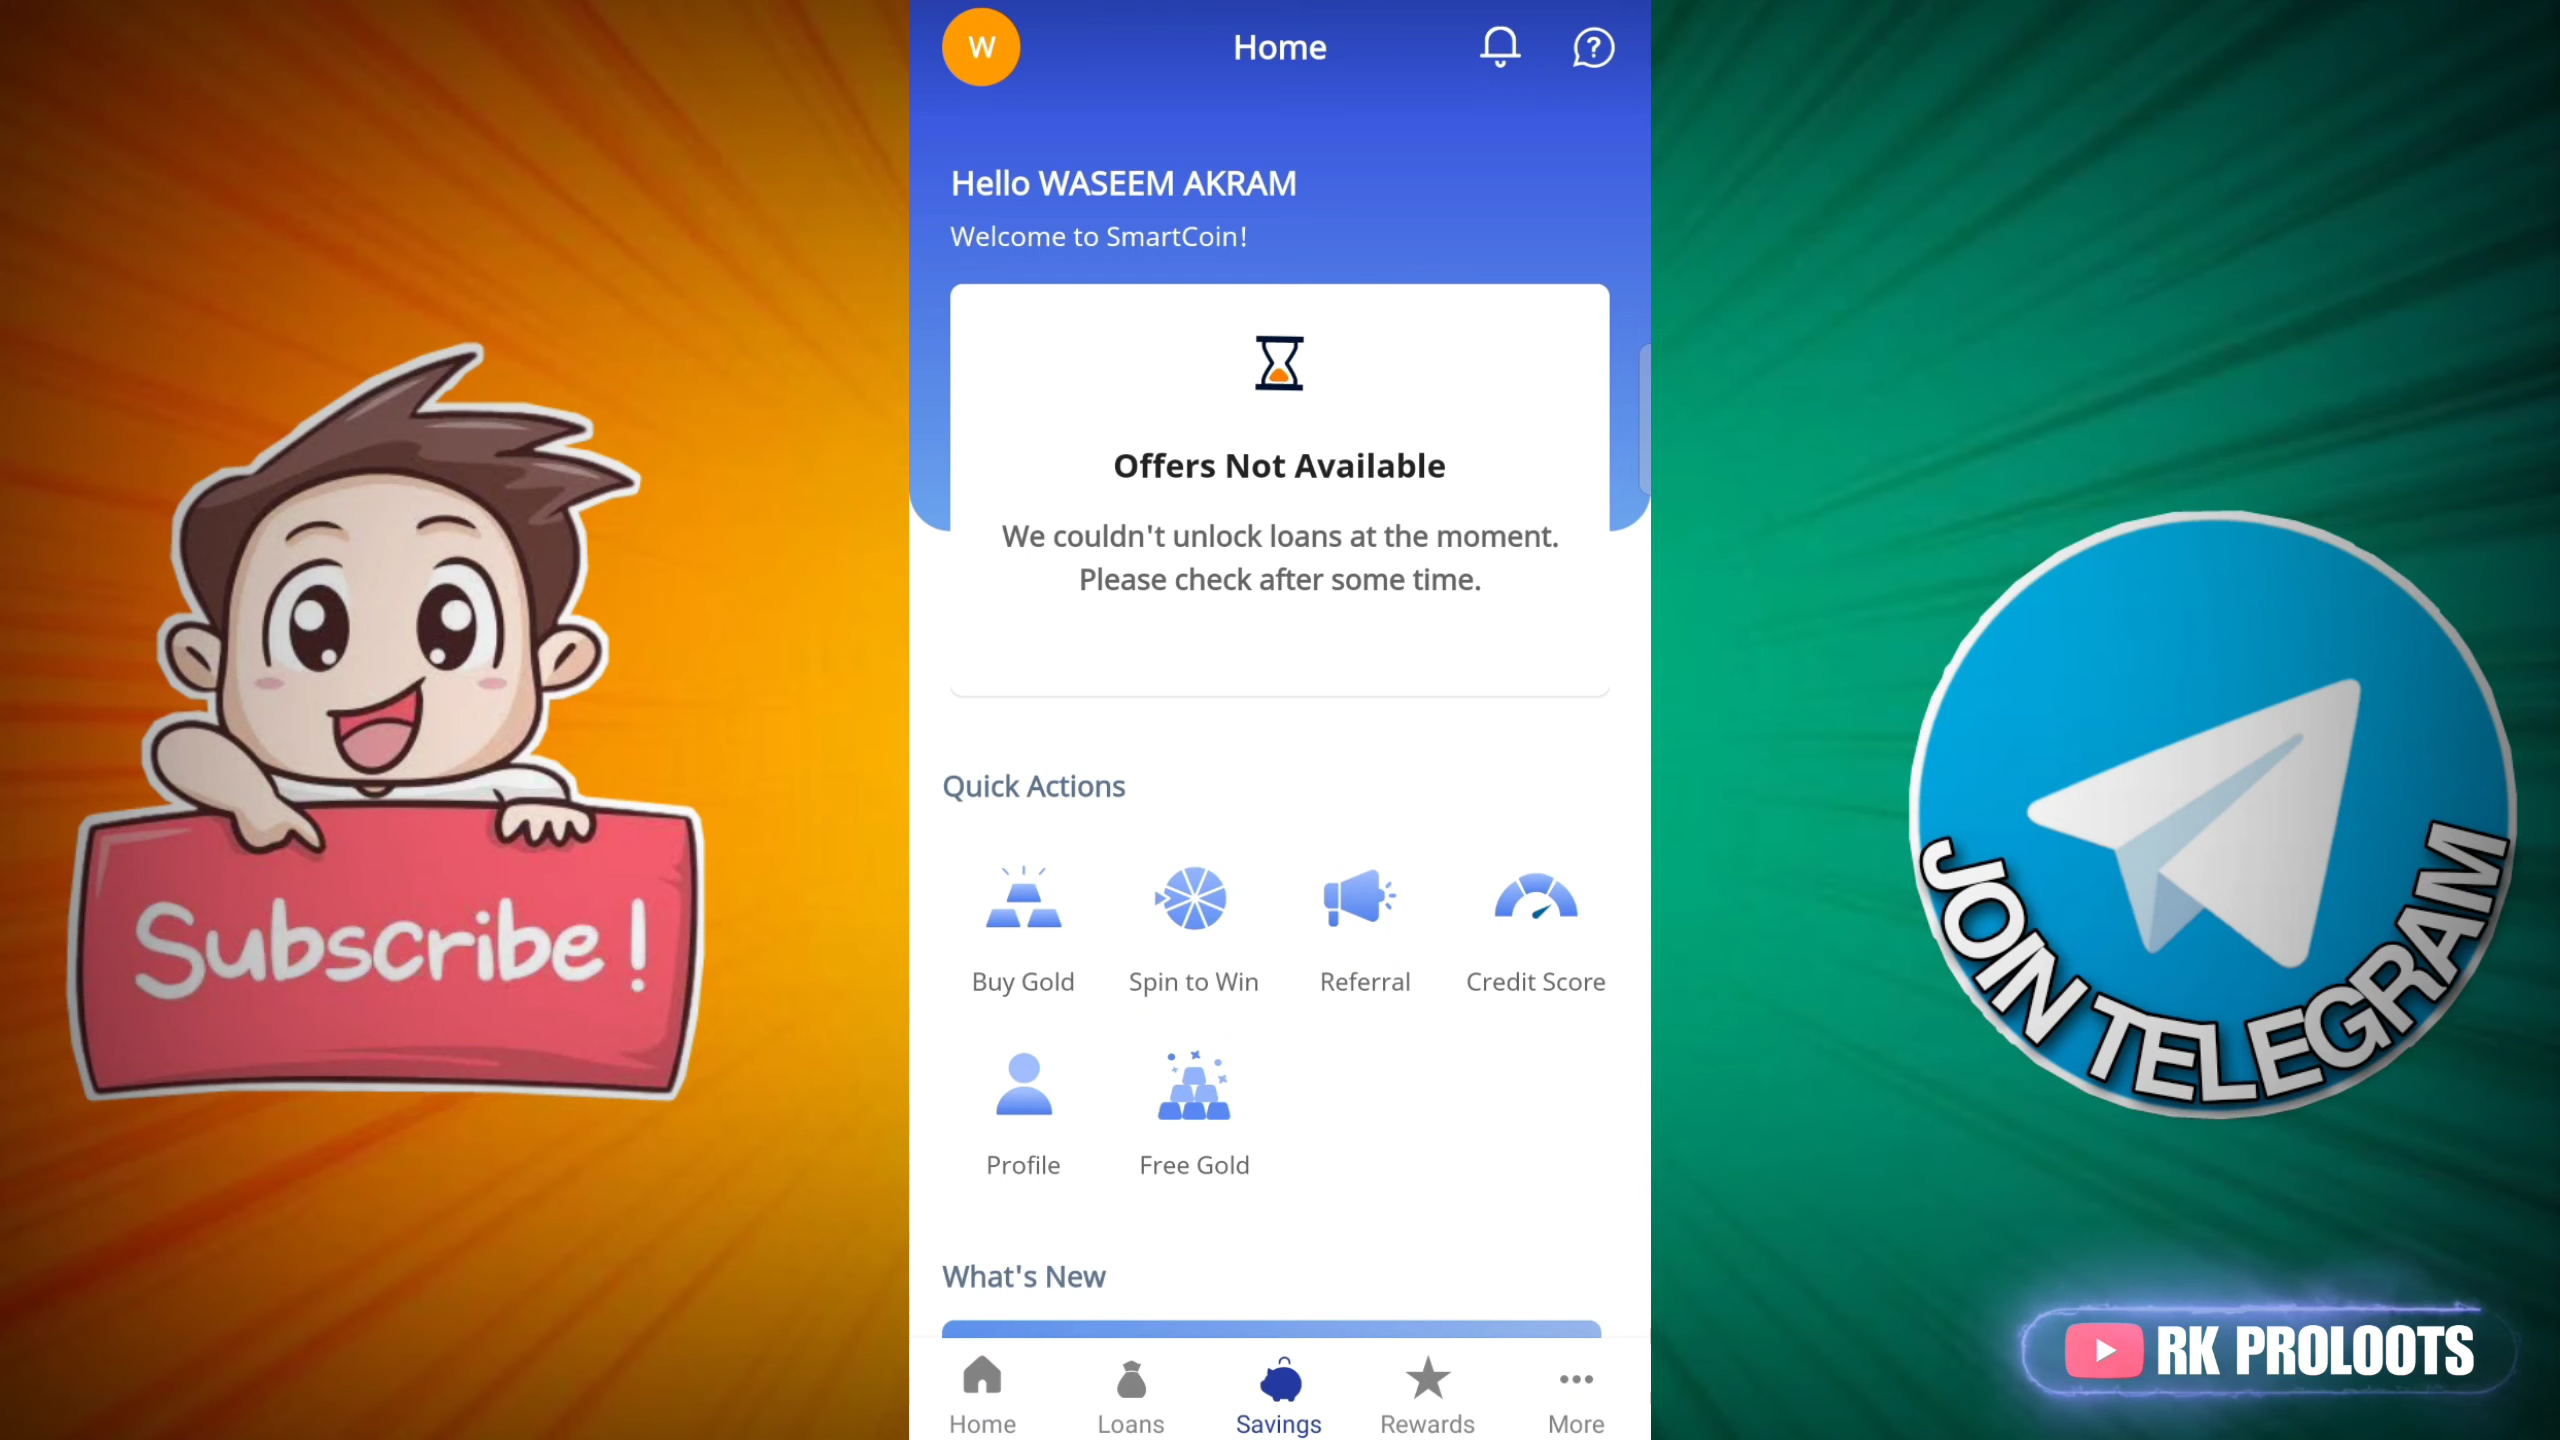 W
Home
Hello WASEEM AKRAM
Welcome to SmartCoin!
Offers Not Available
We couldn't unlock loans at the moment.
Please check after some time.
Quick Actions
Buy Gold
Spin to Win
Referral
Credit Score
Profile
Free Gold
What's New
Home
Loans
Savings
Rewards
More
Subscribe!
JOIN TELEGRAM
RK PROLOOTS